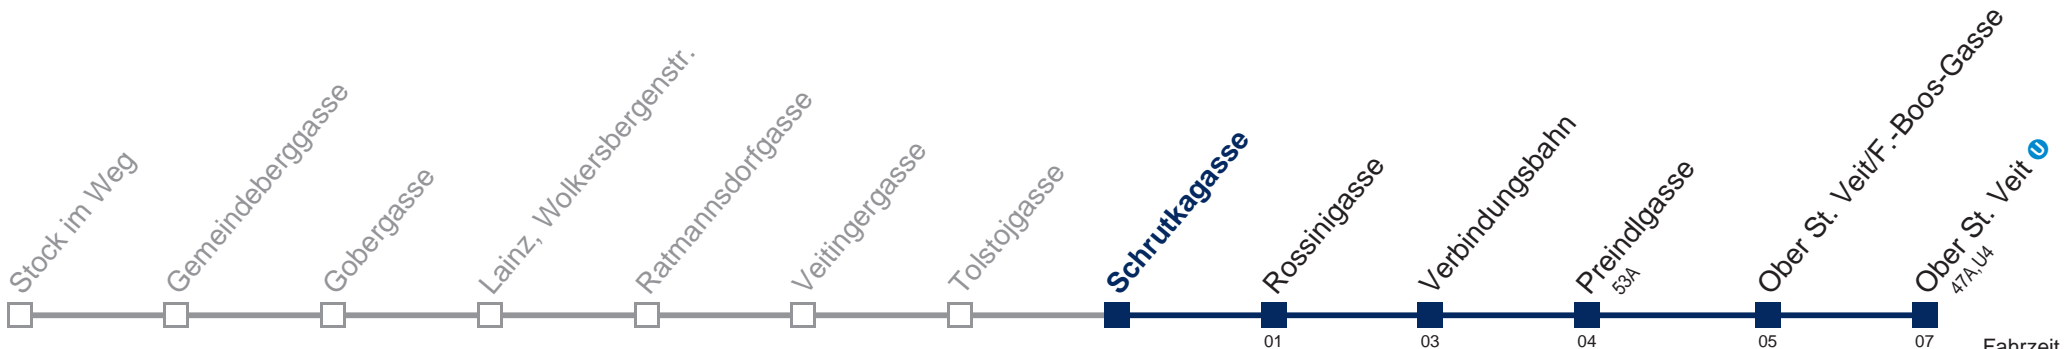 Stock im Weg
Gemeindeberggasse
Gobergasse
Lainz, Wolkersbergenstr.
Ratmannsdorfgasse
Veitingergasse
Tolstojgasse
Schrutkagasse
Rossinigasse
Verbindungsbahn
Preindlgasse
53A
Ober St. Veit/F.-Boos-Gasse
Ober St. Veit U
47A,U4
01
03
04
05
07
Fahrzeit